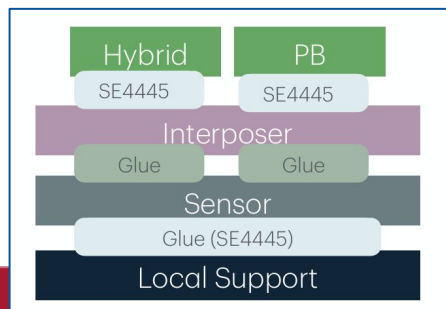 Hybrid PB
SE4445 SE4445
Interposer
Glue Glue
Sensor
Glue (SE4445)
Local Support